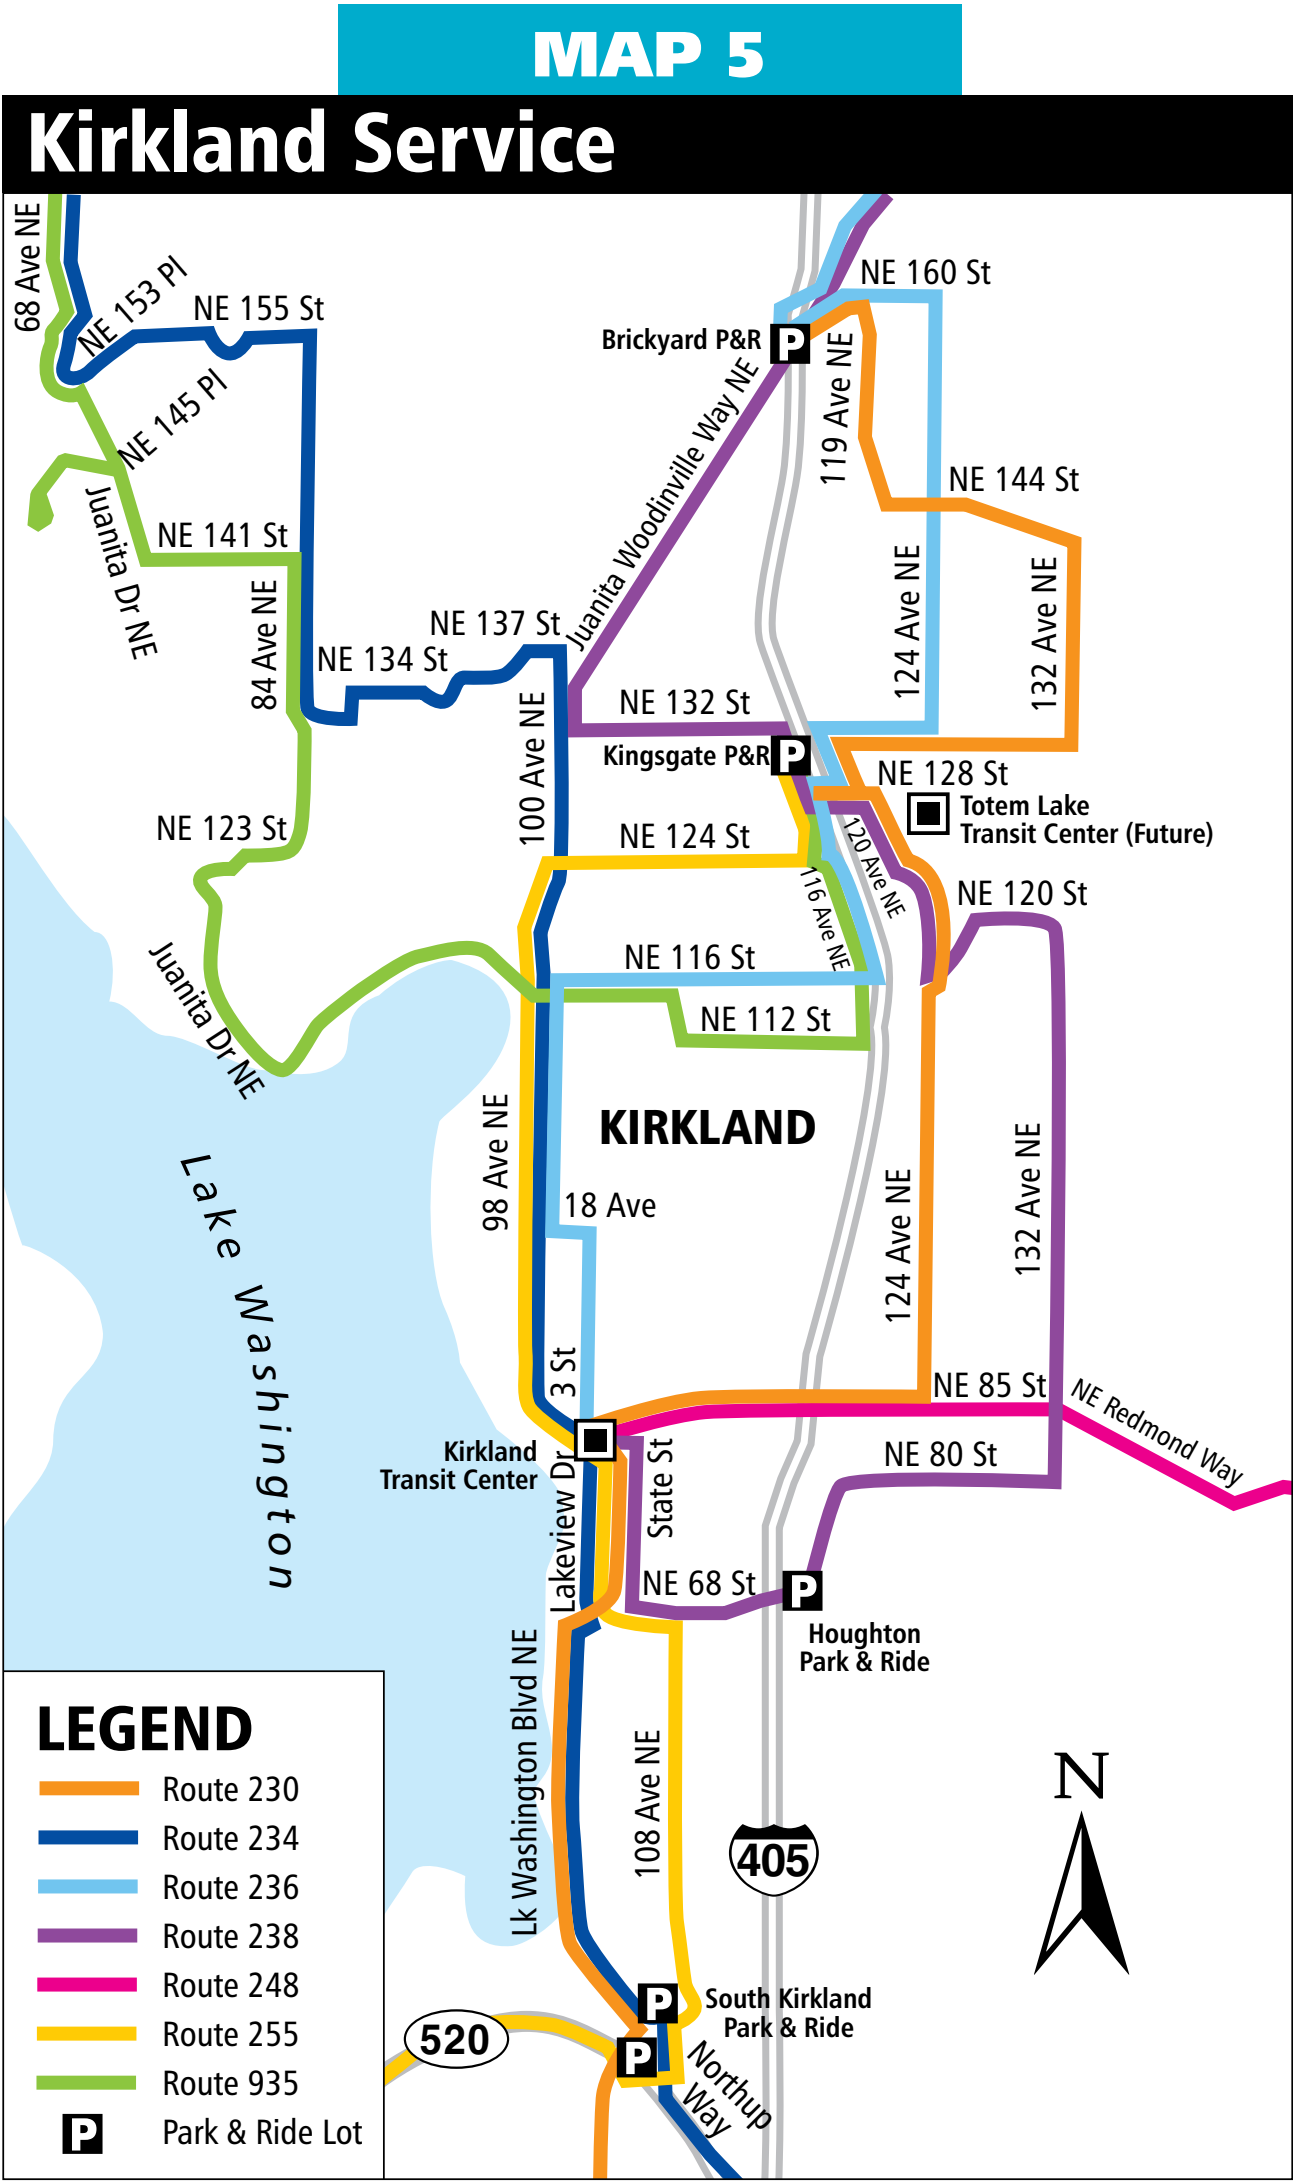 MAP 5
Kirkland Service
68 Ave NE
NE 153 Pl
NE 155 St
NE 160 St
Brickyard P&R
P
119 Ave NE
NE 145 Pl
Juanita Woodinville Way NE
NE 144 St
Juanita Dr NE
NE 141 St
84 Ave NE
124 Ave NE
132 Ave NE
NE 137 St
NE 134 St
100 Ave NE
NE 132 St
Kingsgate P&R
P
NE 128 St
Totem Lake
Transit Center (Future)
NE 123 St
NE 124 St
120 Ave NE
116 Ave NE
NE 120 St
Juanita Dr NE
NE 116 St
NE 112 St
98 Ave NE
KIRKLAND
132 Ave NE
124 Ave NE
Lake Washington
18 Ave
3 St
NE 85 St
NE Redmond Way
Kirkland
Transit Center
Lakeview Dr
State St
NE 80 St
NE 68 St
P
Houghton
Park & Ride
Lk Washington Blvd NE
108 Ave NE
405
N
P
South Kirkland
Park & Ride
520
P
Northup
Way
LEGEND
Route 230
Route 234
Route 236
Route 238
Route 248
Route 255
Route 935
P Park & Ride Lot